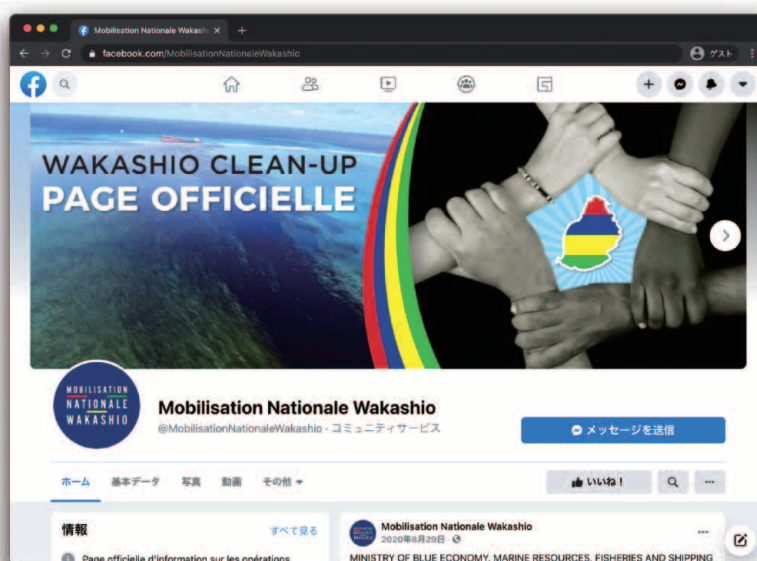 Mobilisation Nationale Wakash
facebook.com/MobilisationNationaleWakashio
ゲスト
WAKASHIO CLEAN-UP
PAGE OFFICIELLE
MOBILISATION
NATIONALE
WAKASHIO
Mobilisation Nationale Wakashio
@MobilisationNationaleWakashio · コミュニティサービス
メッセージを送信
ホーム 基本データ 写真 動画 その他
いいね!
情報 すべて見る
Page officielle d'information sur les opérations
Mobilisation Nationale Wakashio
2020年8月29日 ·
MINISTRY OF BLUE ECONOMY, MARINE RESOURCES, FISHERIES AND SHIPPING